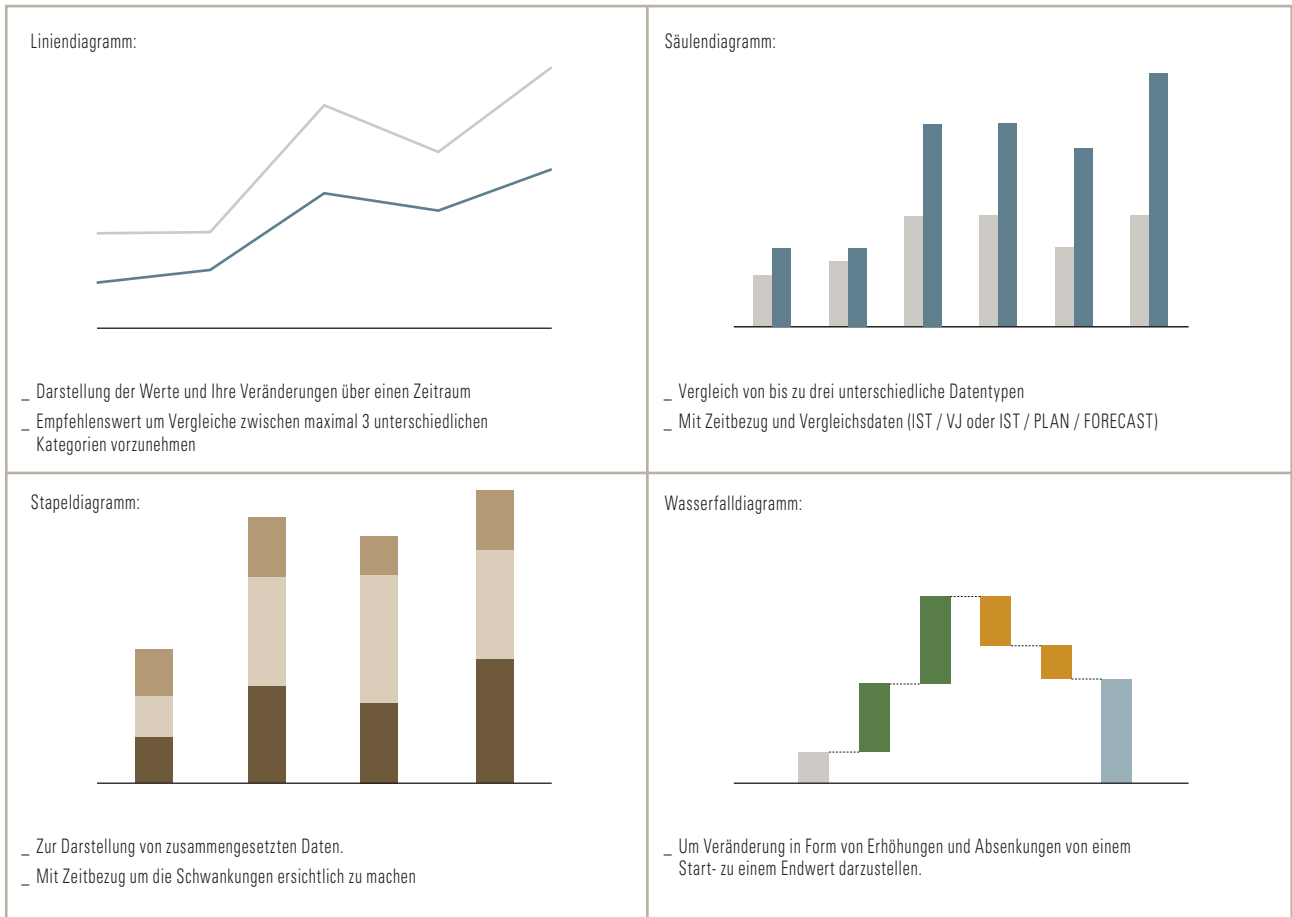 Liniendiagramm:
_ Darstellung der Werte und Ihre Veränderungen über einen Zeitraum
_ Empfehlenswert um Vergleiche zwischen maximal 3 unterschiedlichen
Kategorien vorzunehmen
Säulendiagramm:
_ Vergleich von bis zu drei unterschiedliche Datentypen
_ Mit Zeitbezug und Vergleichsdaten (IST / VJ oder IST / PLAN / FORECAST)
Stapeldiagramm:
_ Zur Darstellung von zusammengesetzten Daten.
_ Mit Zeitbezug um die Schwankungen ersichtlich zu machen
Wasserfalldiagramm:
_ Um Veränderung in Form von Erhöhungen und Absenkungen von einem
Start- zu einem Endwert darzustellen.